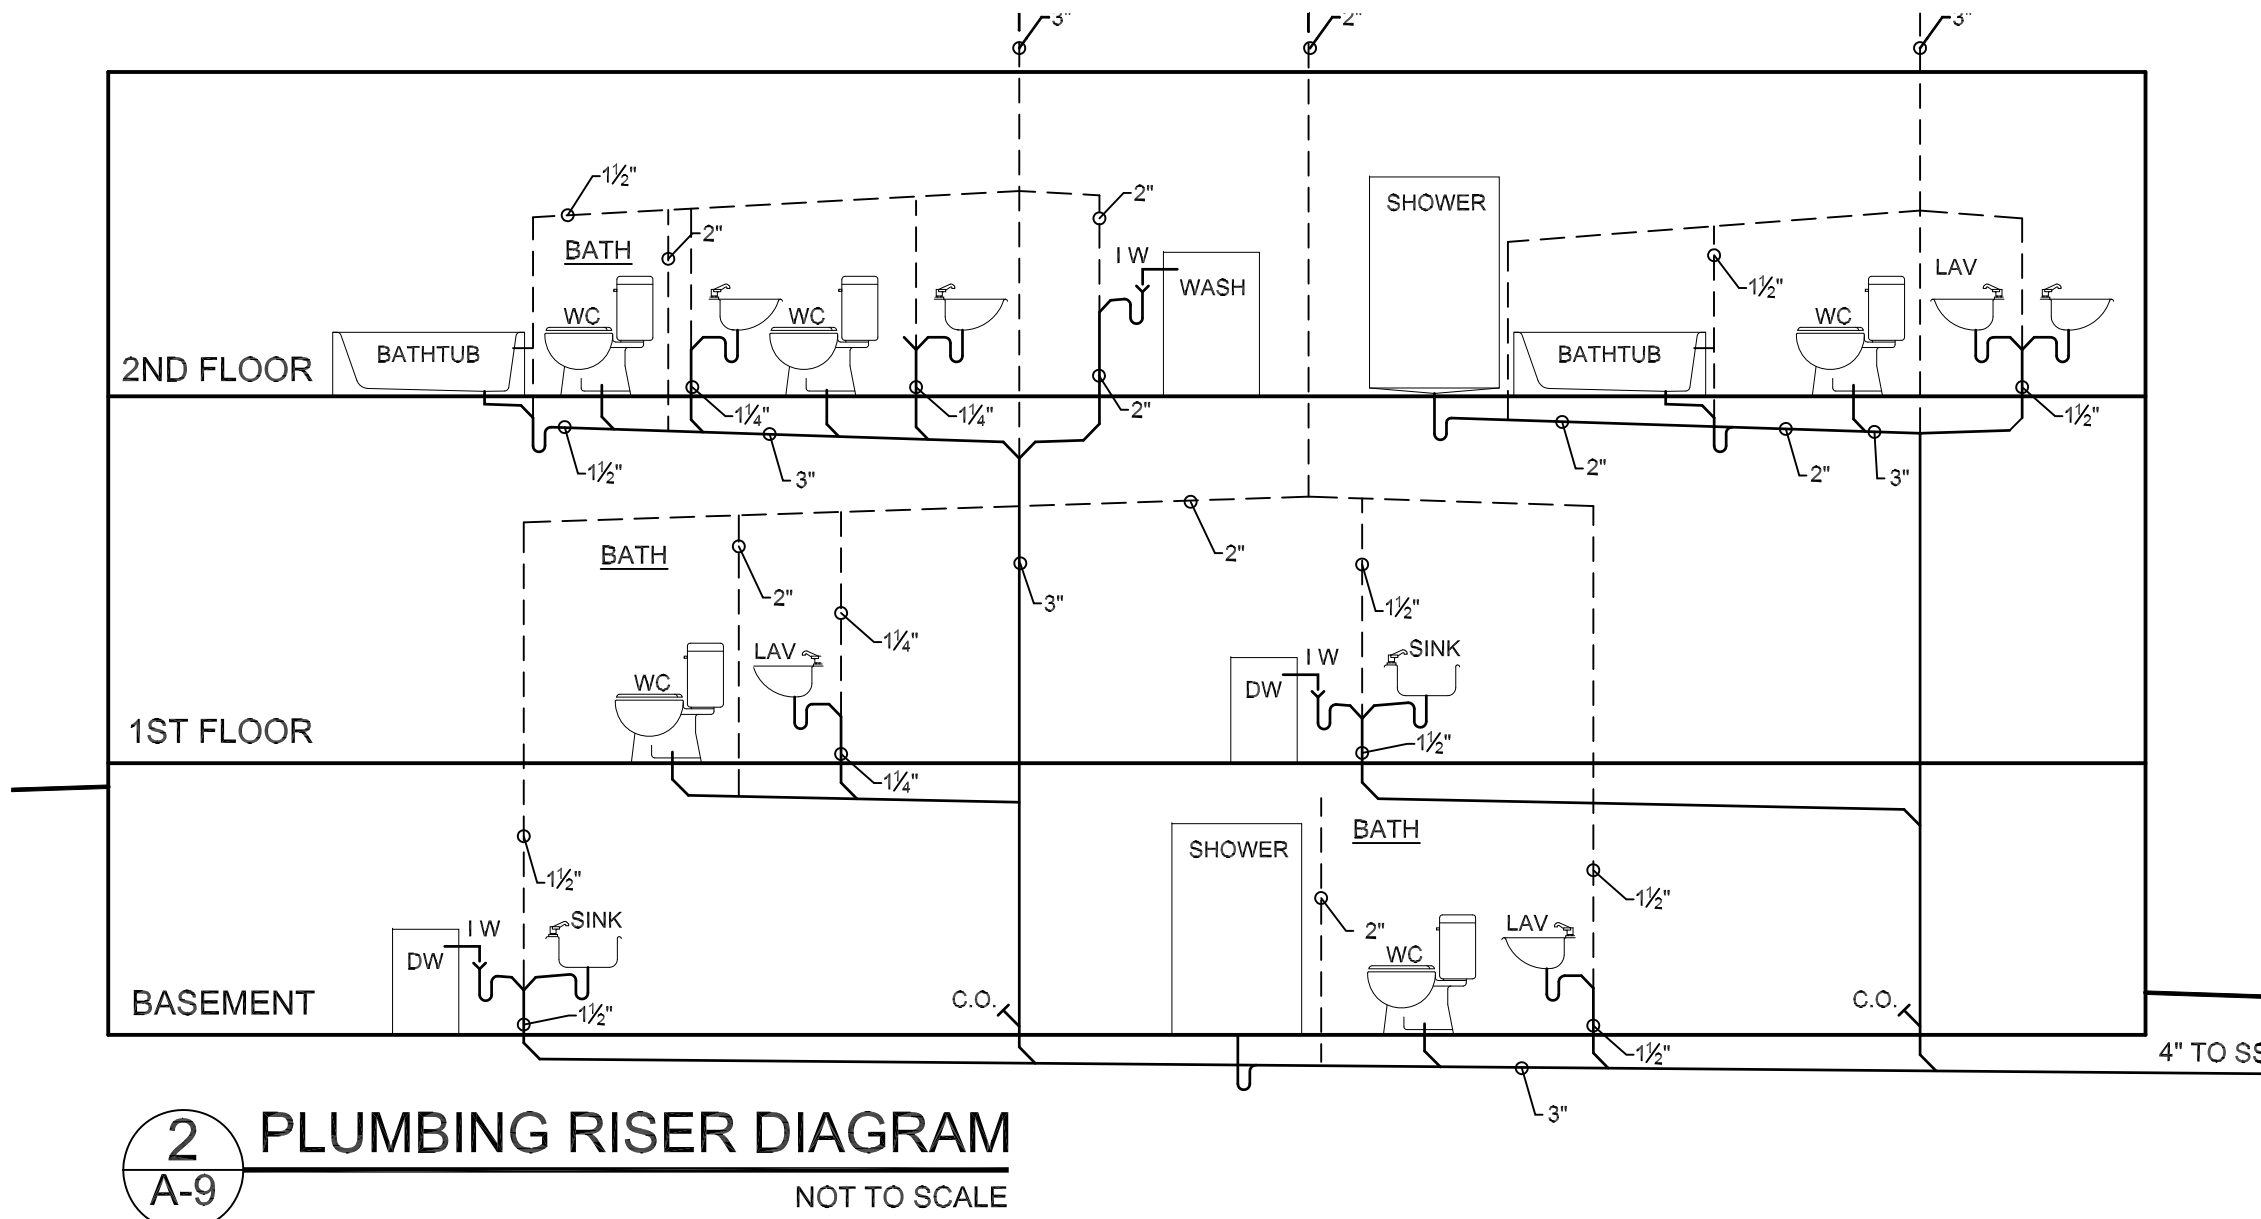 3"
2"
3"
1½"
2"
2"
SHOWER
BATH
I W
WASH
1½"
LAV
WC
WC
WC
BATHTUB
BATHTUB
2ND FLOOR
1¼"
1¼"
2"
1½"
1½"
3"
2"
2"
3"
BATH
2"
2"
3"
1½"
1¼"
LAV
I W
SINK
WC
DW
1ST FLOOR
1½"
1¼"
BATH
SHOWER
1½"
1½"
2"
SINK
I W
LAV
WC
DW
BASEMENT
C.O.
C.O.
1½"
1½"
4" TO SS
3"
2
A-9
PLUMBING RISER DIAGRAM
NOT TO SCALE